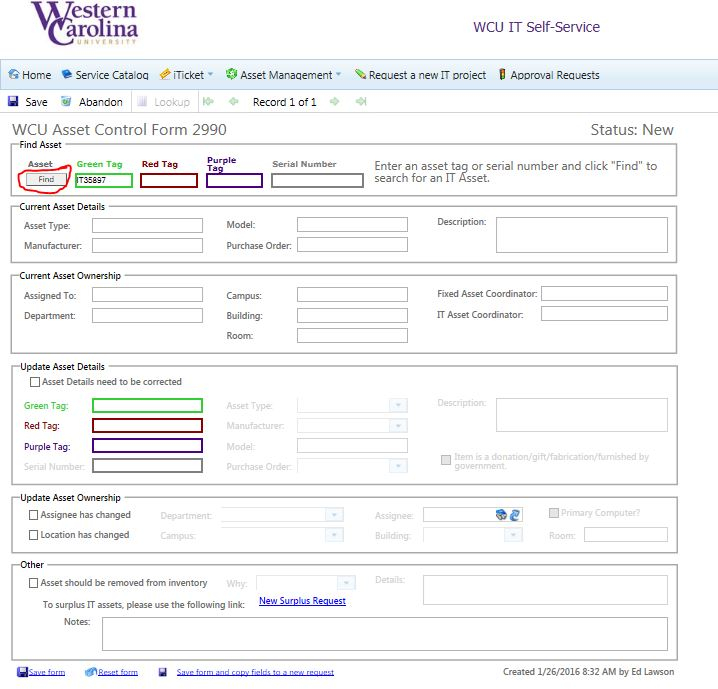 Western
Carolina
UNIVERSITY
WCU IT Self-Service
Home Service Catalog iTicket Asset Management Request a new IT project Approval Requests
Save Abandon Lookup Record 1 of 1
WCU Asset Control Form 2990 Status: New
Find Asset
Asset Green Tag Red Tag Purple Tag Serial Number
Find IT35897
Enter an asset tag or serial number and click "Find" to
search for an IT Asset.
Current Asset Details
Asset Type: Model: Description:
Manufacturer: Purchase Order:
Current Asset Ownership
Assigned To: Campus: Fixed Asset Coordinator:
Department: Building: IT Asset Coordinator:
Room:
Update Asset Details
Asset Details need to be corrected
Green Tag: Asset Type: Description:
Red Tag: Manufacturer:
Purple Tag: Model:
Serial Number: Purchase Order:
Item is a donation/gift/fabrication/furnished by
government.
Update Asset Ownership
Assignee has changed Department: Assignee: Primary Computer?
Location has changed Campus: Building: Room:
Other
Asset should be removed from inventory Why: Details:
To surplus IT assets, please use the following link: New Surplus Request
Notes:
Save form Reset form Save form and copy fields to a new request Created 1/26/2016 8:32 AM by Ed Lawson